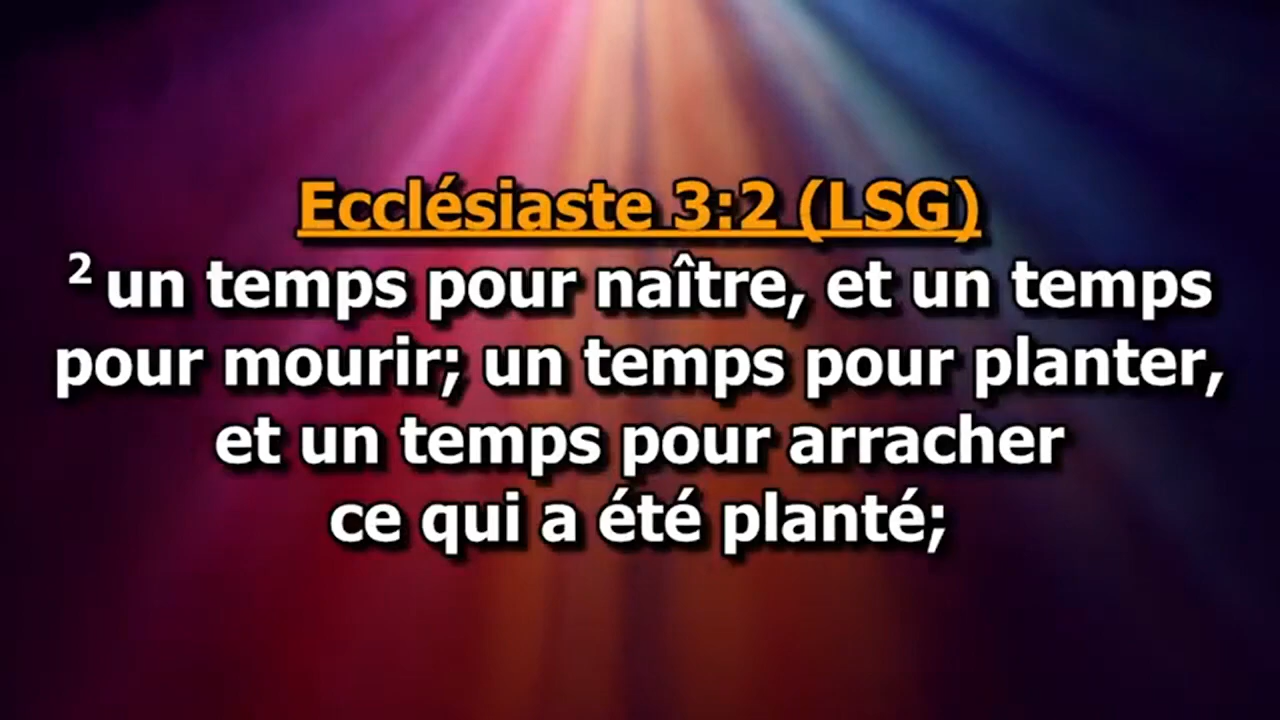 Ecclésiaste 3:2 (LSG)
2 un temps pour naître, et un temps
pour mourir; un temps pour planter,
et un temps pour arracher
ce qui a été planté;